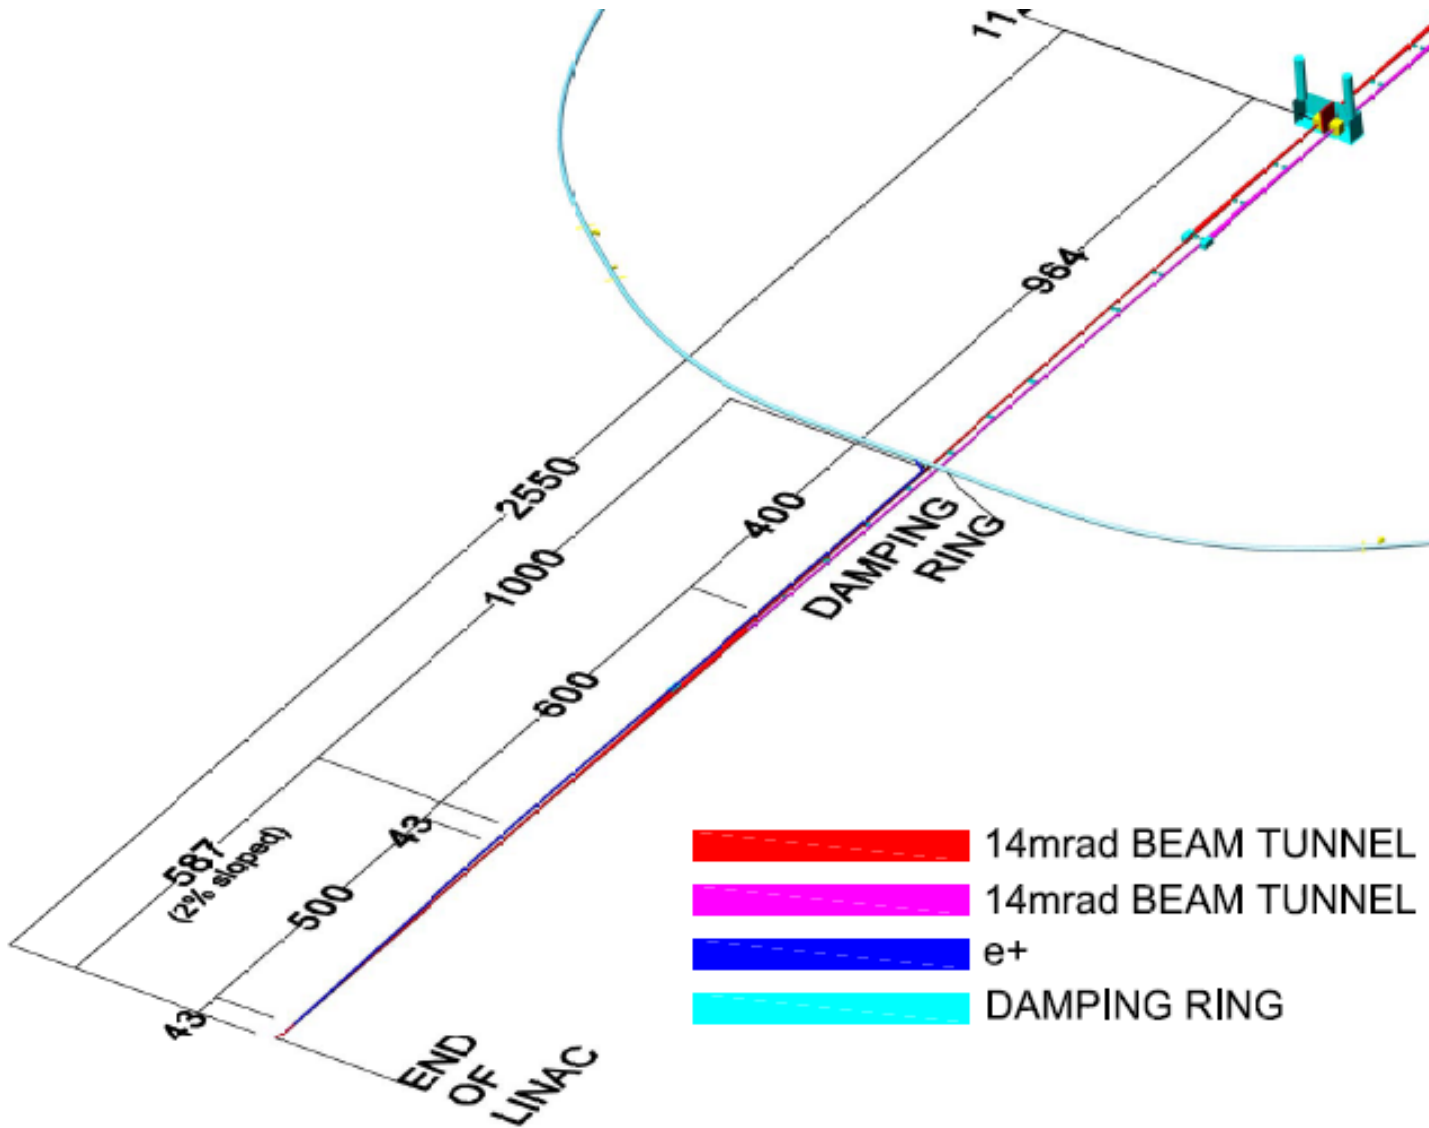 11
964
2550
400
1000
DAMPING
RING
600
587
(2% sloped)
43
500
43
END
OF
LINAC
14mrad BEAM TUNNEL
14mrad BEAM TUNNEL
e+
DAMPING RING